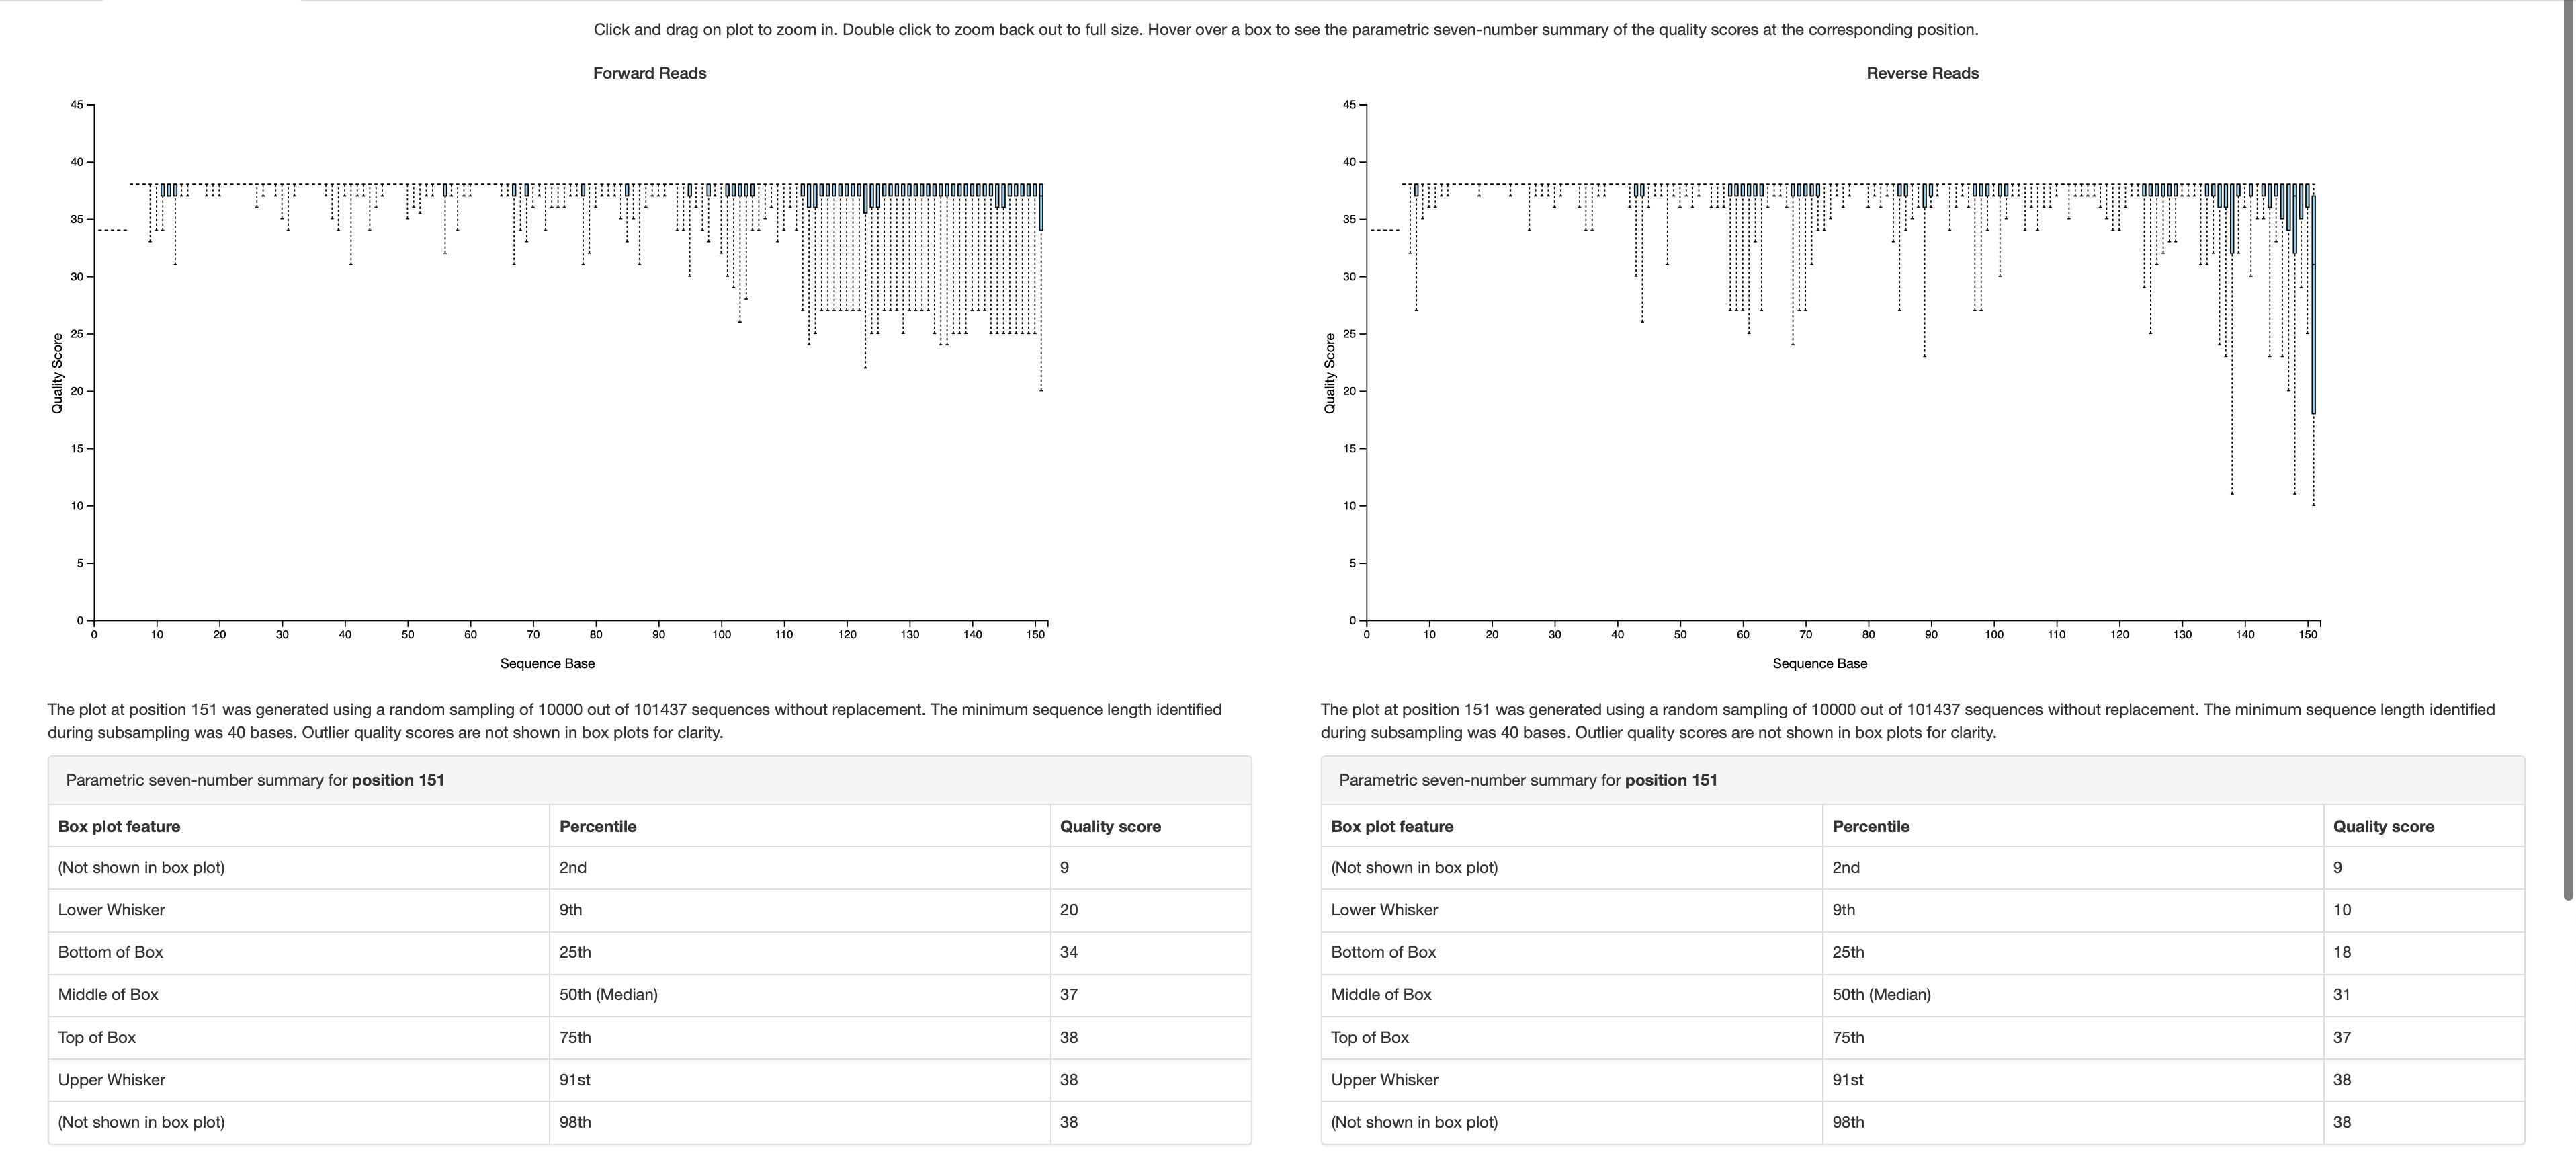 Click and drag on plot to zoom in. Double click to zoom back out to full size. Hover over a box to see the parametric seven-number summary of the quality scores at the corresponding position.
Forward Reads
45
40
35
30
25
20
15
10
5
0
Quality Score
0 10 20 30 40 50 60 70 80 90 100 110 120 130 140 150
Sequence Base
The plot at position 151 was generated using a random sampling of 10000 out of 101437 sequences without replacement. The minimum sequence length identified
during subsampling was 40 bases. Outlier quality scores are not shown in box plots for clarity.
Parametric seven-number summary for position 151
Box plot feature Percentile Quality score
(Not shown in box plot) 2nd 9
Lower Whisker 9th 20
Bottom of Box 25th 34
Middle of Box 50th (Median) 37
Top of Box 75th 38
Upper Whisker 91st 38
(Not shown in box plot) 98th 38
Reverse Reads
45
40
35
30
25
20
15
10
5
0
Quality Score
0 10 20 30 40 50 60 70 80 90 100 110 120 130 140 150
Sequence Base
The plot at position 151 was generated using a random sampling of 10000 out of 101437 sequences without replacement. The minimum sequence length identified
during subsampling was 40 bases. Outlier quality scores are not shown in box plots for clarity.
Parametric seven-number summary for position 151
Box plot feature Percentile Quality score
(Not shown in box plot) 2nd 9
Lower Whisker 9th 10
Bottom of Box 25th 18
Middle of Box 50th (Median) 31
Top of Box 75th 37
Upper Whisker 91st 38
(Not shown in box plot) 98th 38